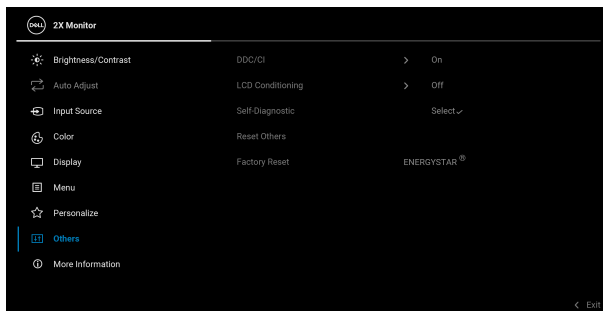 DELL 2X Monitor
Brightness/Contrast DDC/CI On
Auto Adjust LCD Conditioning Off
Input Source Self-Diagnostic Select
Color Reset Others
Display Factory Reset ENERGYSTAR ®
Menu
Personalize
Others
More Information
Exit